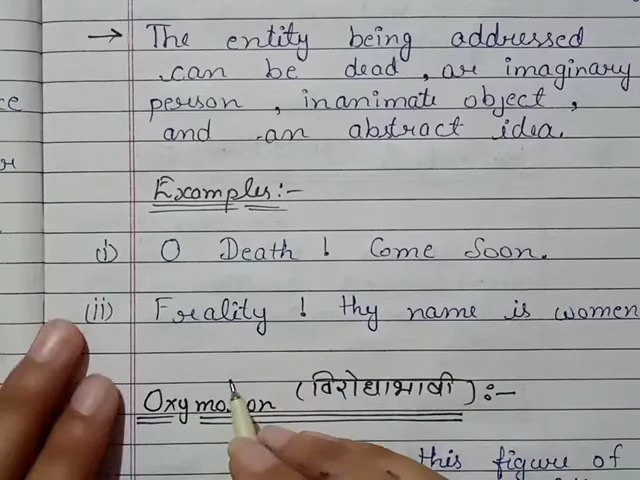 → The entity being addressed
can be dead, or imaginary
person, inanimate object,
and an abstract idea.
Examples:-
(i) O Death! Come Soon.
(ii) Freality! thy name is women
Oxymoron (विरोधाभाषी):-
this figure of